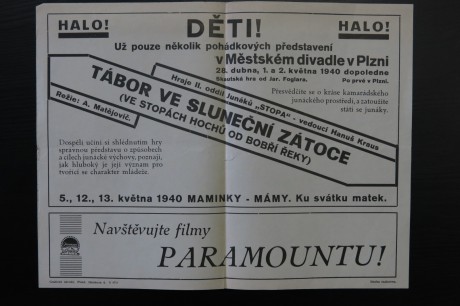 HALO!
DĚTI!
HALO!
Už pouze několik pohádkových představení
v Městském divadle v Plzni
28. dubna, 1. a 2. května 1940 dopoledne
Skautská hra od Jar. Foglara. Po prvé v Plzni.
Hraje II. oddíl junáků „STOPA" - vedoucí Hanuš Kraus
TÁBOR VE SLUNEČNÍ ZÁTOCE
(VE STOPÁCH HOCHŮ OD BOBŘÍ ŘEKY)
Režie: A. Matějovič.
Přesvědčíte se o kráse kamarádského
junáckého prostředí, a zatoužíte
státi se junáky.
Dospělí učiní si shlédnutím hry
správnou představu o způsobech
a cílech junácké výchovy, poznají,
jak hluboký je její význam pro
tvořící se charakter mládeže.
5., 12., 13. května 1940 MAMINKY - MÁMY. Ku svátku matek.
Navštěvujte filmy
PARAMOUNTU!